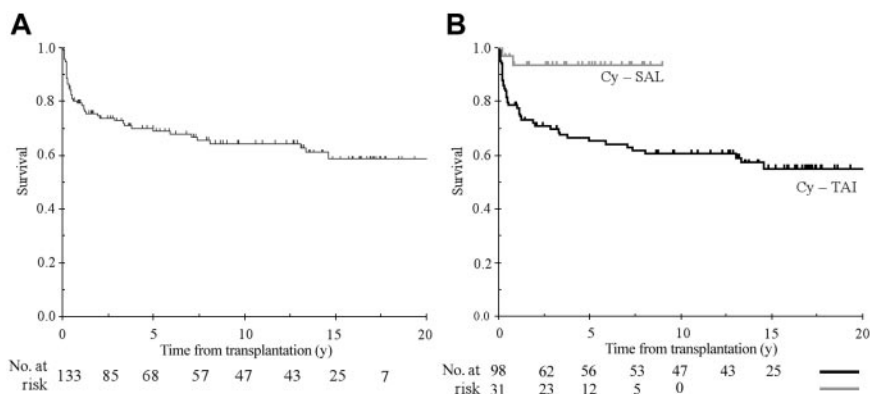 A
1.0
0.8
0.6
0.4
0.2
0.0
Survival
0 5 10 15 20
Time from transplantation (y)
No. at
risk
133 85 68 57 47 43 25 7
B
1.0
0.8
0.6
0.4
0.2
0.0
Survival
Cy – SAL
Cy – TAI
0 5 10 15 20
Time from transplantation (y)
No. at
risk
98 62 56 53 47 43 25
31 23 12 5 0